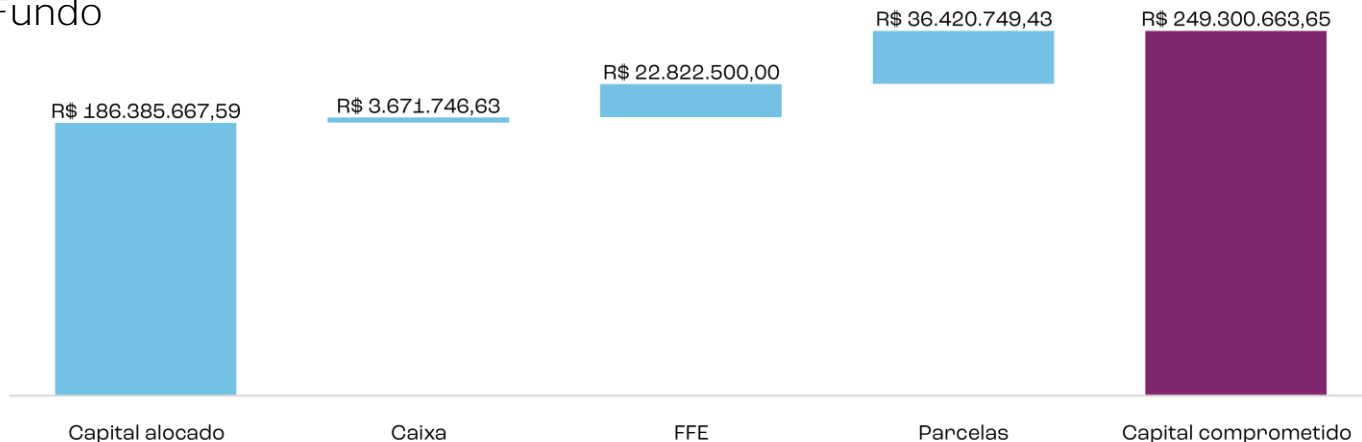 Fundo
R$ 186.385.667,59
R$ 3.671.746,63
R$ 22.822.500,00
R$ 36.420.749,43
R$ 249.300.663,65
Capital alocado
Caixa
FFE
Parcelas
Capital comprometido